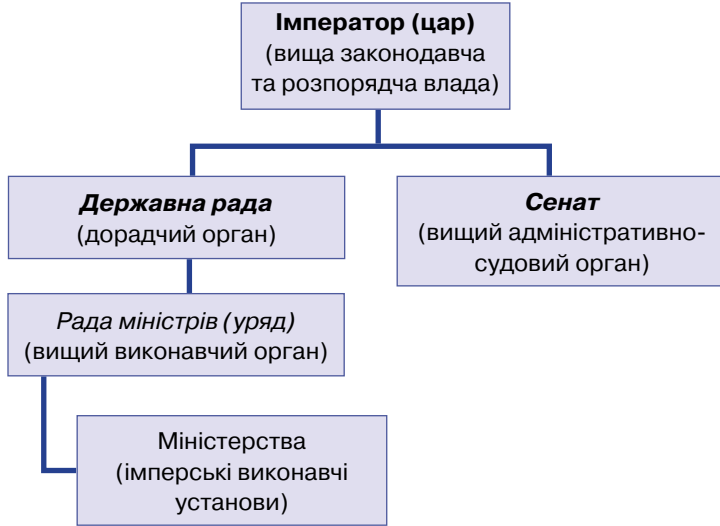 Імператор (цар)
(вища законодавча
та розпорядча влада)
Державна рада
(дорадчий орган)
Сенат
(вищий адміністративно-
судовий орган)
Рада міністрів (уряд)
(вищий виконавчий орган)
Міністерства
(імперські виконавчі
установи)